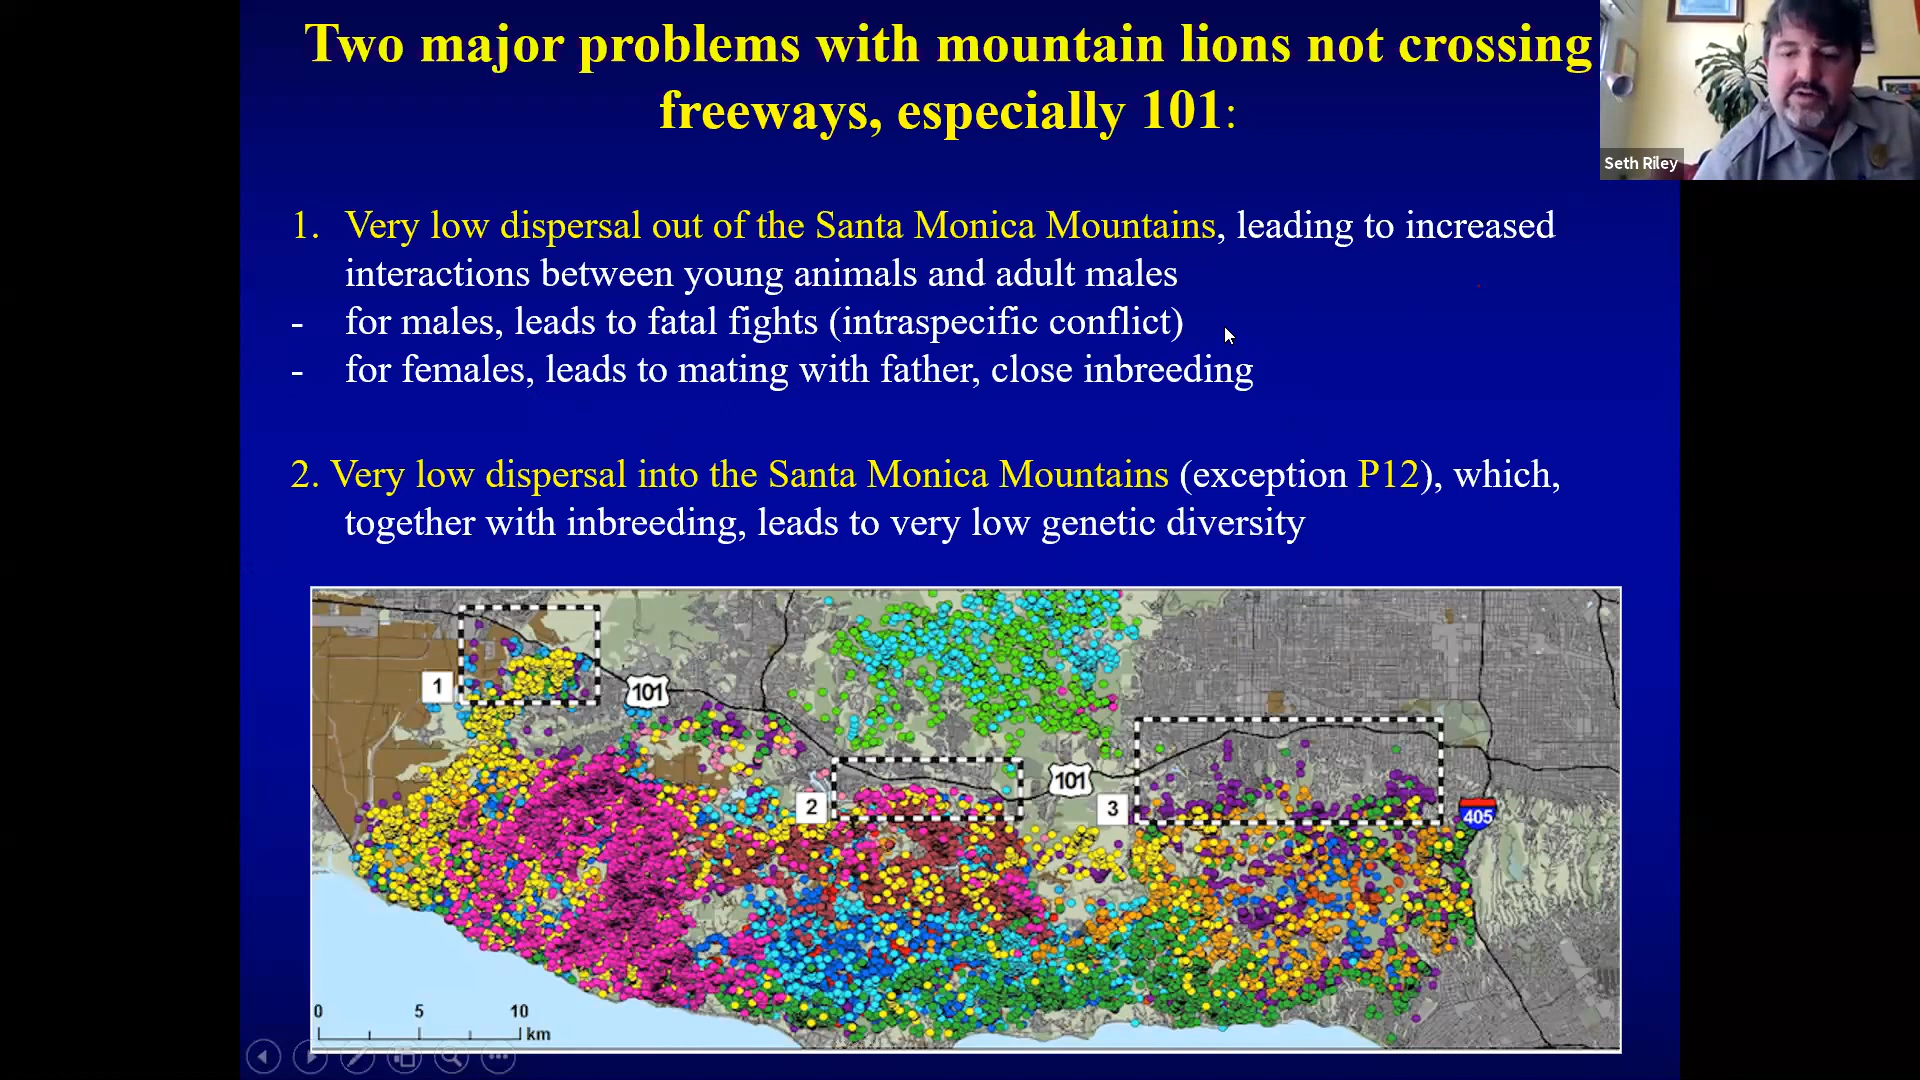 Two major problems with mountain lions not crossing
freeways, especially 101:
Seth Riley
1. Very low dispersal out of the Santa Monica Mountains, leading to increased
interactions between young animals and adult males
- for males, leads to fatal fights (intraspecific conflict)
- for females, leads to mating with father, close inbreeding
2. Very low dispersal into the Santa Monica Mountains (exception P12), which,
together with inbreeding, leads to very low genetic diversity
1
101
2
101
3
405
0 5 10
km